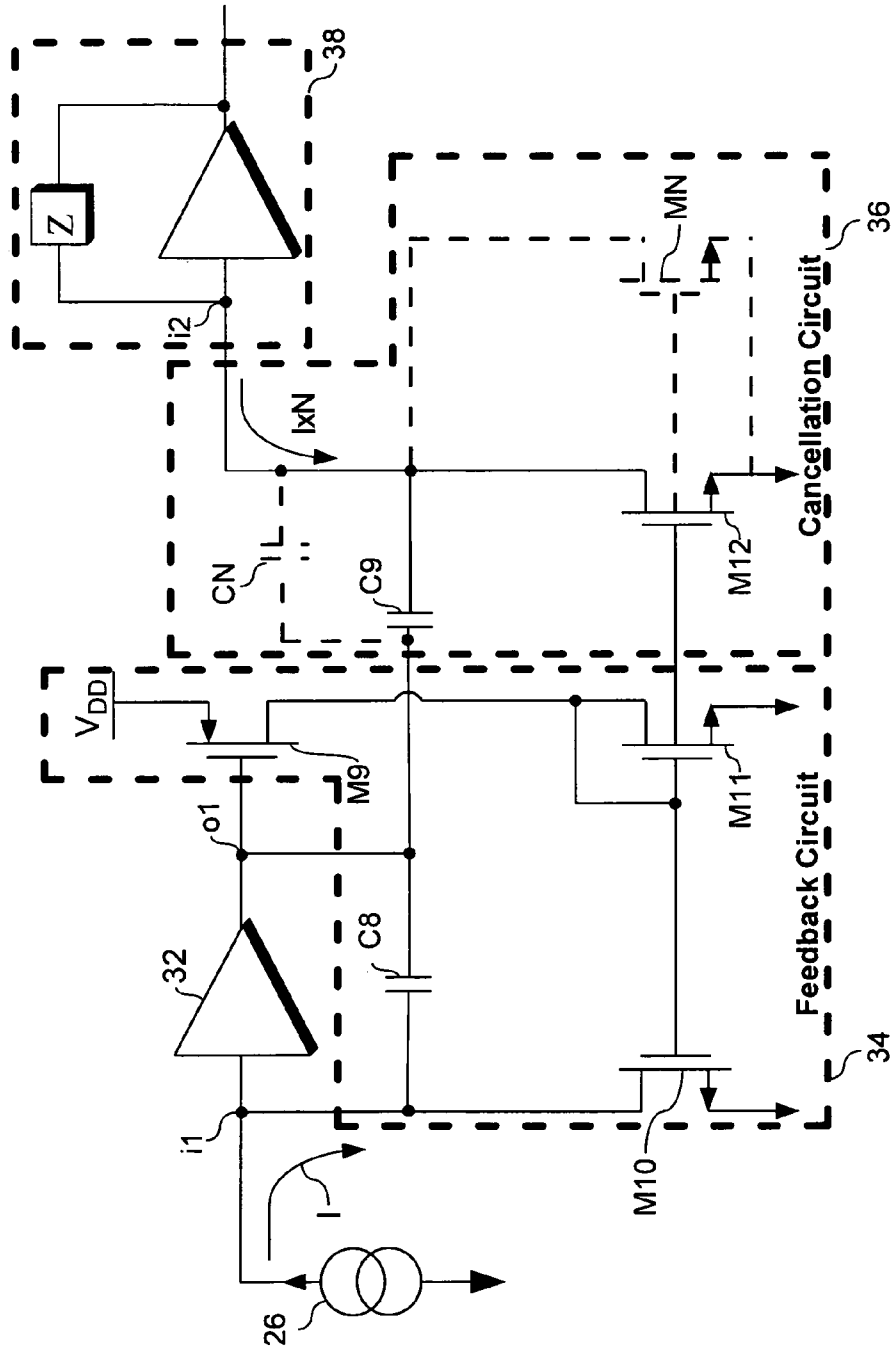 38
Z
i2
IxN
CN
C9
MN
M12
36
Cancellation Circuit
VDD
M9
o1
32
C8
M11
Feedback Circuit
34
i1
I
M10
26